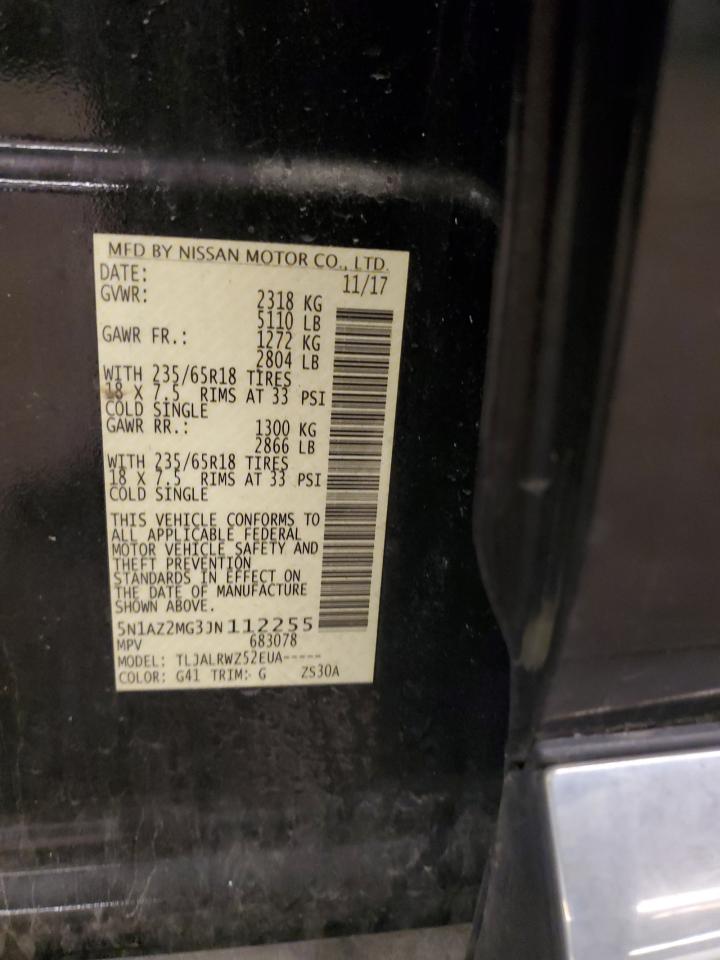 MFD BY NISSAN MOTOR CO., LTD.
DATE: 11/17
GVWR: 2318 KG
5110 LB
GAWR FR.: 1272 KG
2804 LB
WITH 235/65R18 TIRES
18 X 7.5 RIMS AT 33 PSI
COLD SINGLE
GAWR RR.: 1300 KG
2866 LB
WITH 235/65R18 TIRES
18 X 7.5 RIMS AT 33 PSI
COLD SINGLE
THIS VEHICLE CONFORMS TO
ALL APPLICABLE FEDERAL
MOTOR VEHICLE SAFETY AND
THEFT PREVENTION
STANDARDS IN EFFECT ON
THE DATE OF MANUFACTURE
SHOWN ABOVE.
5N1AZ2MG3JN112255
MPV 683078
MODEL: TLJALRWZ52EUA-----
COLOR: G41 TRIM: G ZS30A